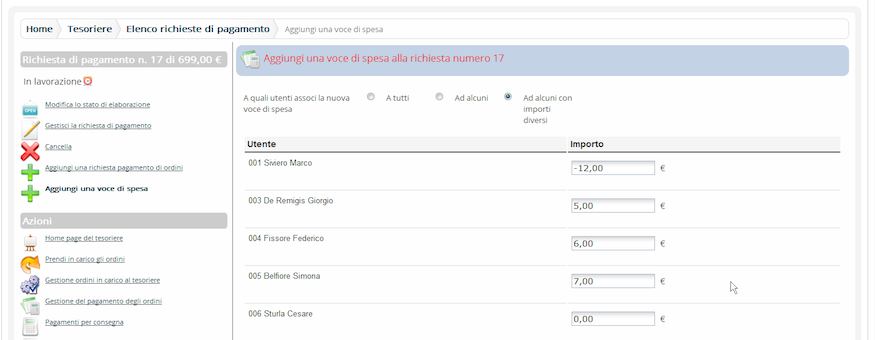 Home Tesoriere Elenco richieste di pagamento Aggiungi una voce di spesa
Richiesta di pagamento n. 17 di 699,00 €
In lavorazione
OPEN
Modifica lo stato di elaborazione
Gestisci la richiesta di pagamento
Cancella
Aggiungi una richiesta pagamento di ordini
Aggiungi una voce di spesa
Azioni
Home page del tesoriere
Prendi in carico gli ordini
Gestione ordini in carico al tesoriere
Gestione del pagamento degli ordini
Pagamenti per consegna
Aggiungi una voce di spesa alla richiesta numero 17
A quali utenti associ la nuova
voce di spesa
A tutti
Ad alcuni
Ad alcuni con
importi
diversi
Utente Importo
001 Siviero Marco -12,00 €
003 De Remigis Giorgio 5,00 €
004 Fissore Federico 6,00 €
005 Belfiore Simona 7,00 €
006 Sturla Cesare 0,00 €